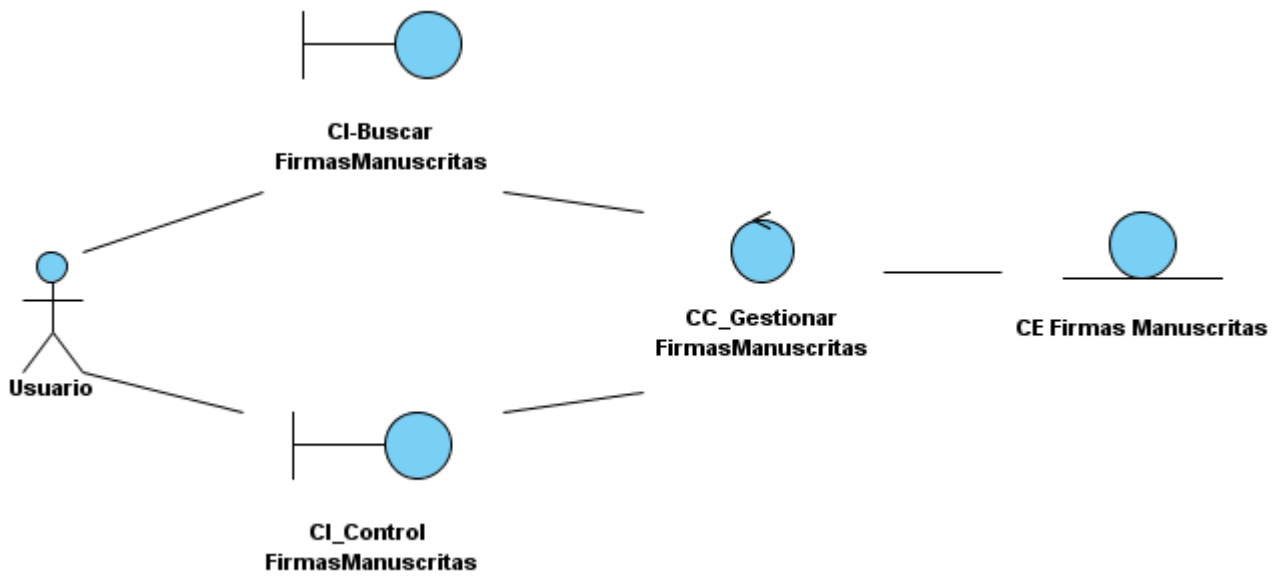 CI-Buscar
FirmasManuscritas
CC_Gestionar
FirmasManuscritas
CE Firmas Manuscritas
Usuario
CI_Control
FirmasManuscritas